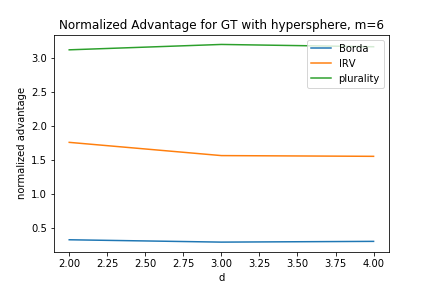 Normalized Advantage for GT with hypersphere, m=6
normalized advantage
3.0
2.5
2.0
1.5
1.0
0.5
Borda
IRV
plurality
2.00 2.25 2.50 2.75 3.00 3.25 3.50 3.75 4.00
d